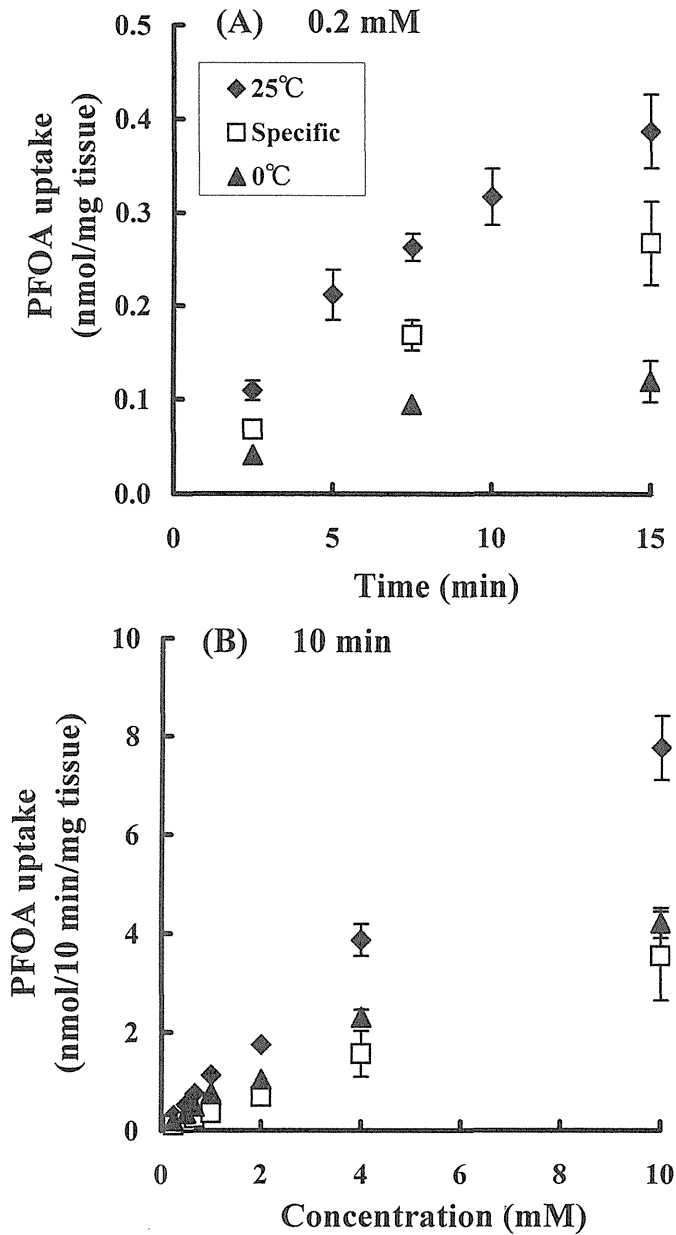 (A) 0.2 mM
0.5
0.4
0.3
0.2
0.1
0.0
25℃
Specific
0℃
PFOA uptake
(nmol/mg tissue)
0 5 10 15
Time (min)
(B) 10 min
10
8
6
4
2
0
PFOA uptake
(nmol/10 min/mg tissue)
0 2 4 6 8 10
Concentration (mM)